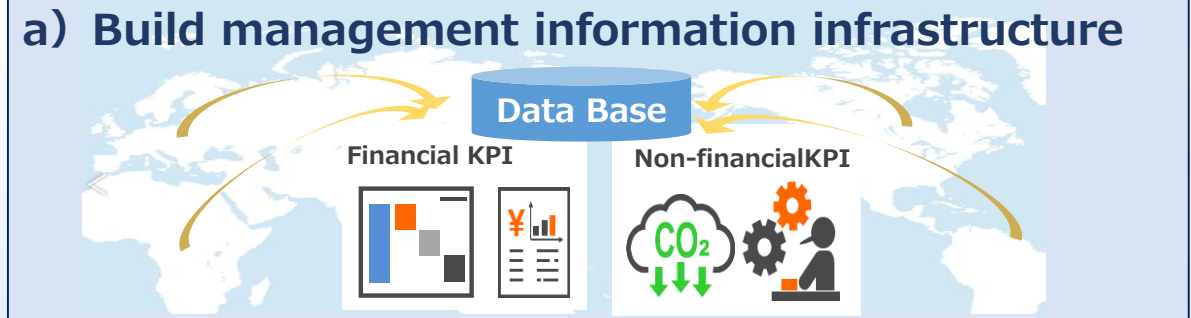 a）Build management information infrastructure
Data Base
Financial KPI
Non-financialKPI
¥
CO₂